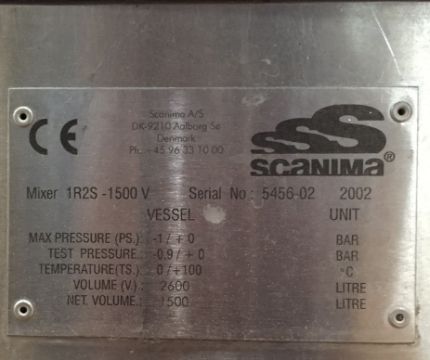 Scanima A/S
DK-9210 Aalborg Sø
Denmark
Ph. +45 96 33 10 00
CE
SSS
SCANIMA®
Mixer 1R2S -1500 V Serial No : 5456-02 2002
VESSEL UNIT
MAX PRESSURE (PS.): -1 / + 0 BAR
TEST PRESSURE.: -0.9 / + 0 BAR
TEMPERATURE(TS.): 0 /+100 °C
VOLUME (V.): 2600 LITRE
NET. VOLUME.: 1500 LITRE